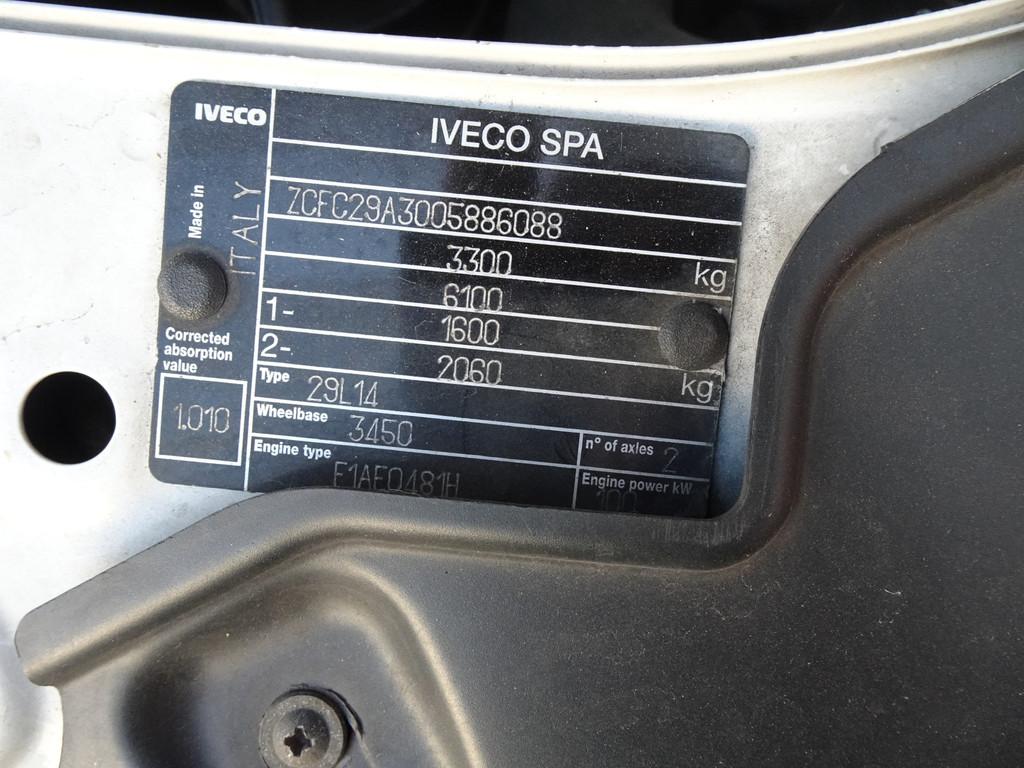 IVECO
IVECO SPA
Made in
ITALY
ZCFC29A3005886088
3300 kg
6100
1- 1600
2- 2060 kg
Corrected
absorption
value
1.010
Type 29L14
Wheelbase 3450
nº of axles 2
Engine type
Engine power kW